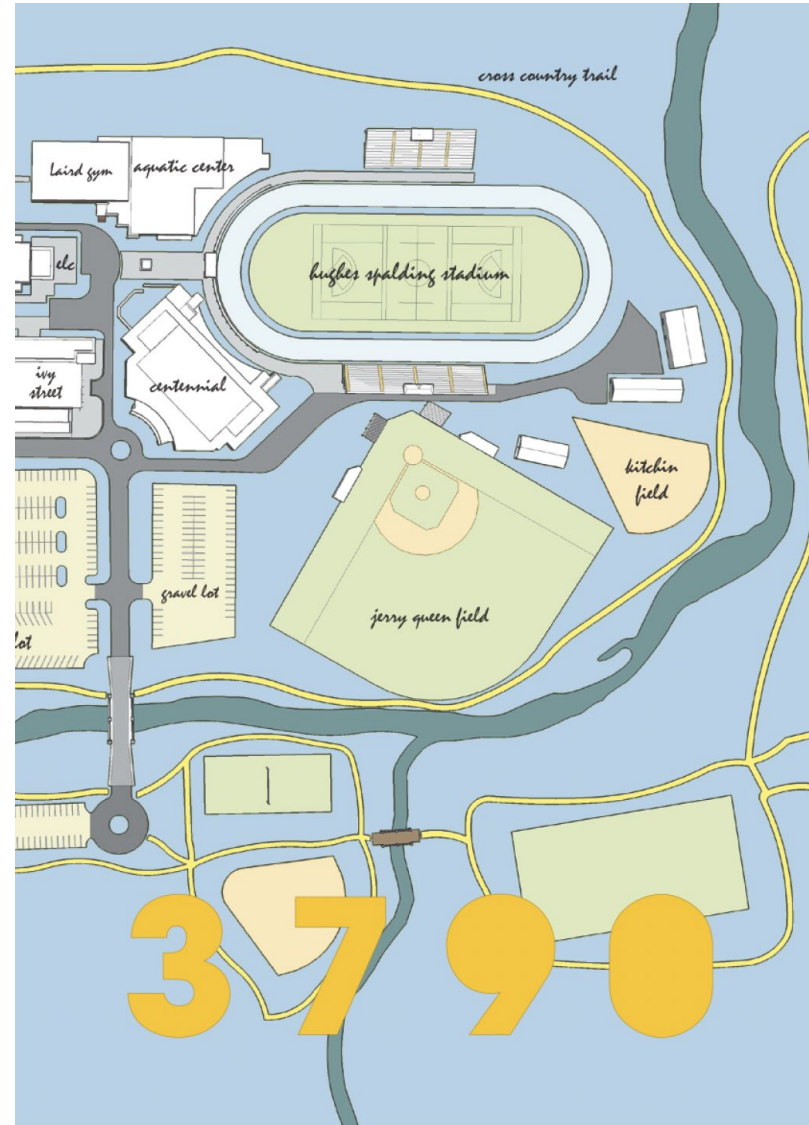 cross country trail
Laird gym
aquatic center
elc
hughes spalding stadium
ivy
street
centennial
kitchin
field
gravel lot
jerry queen field
lot
3790